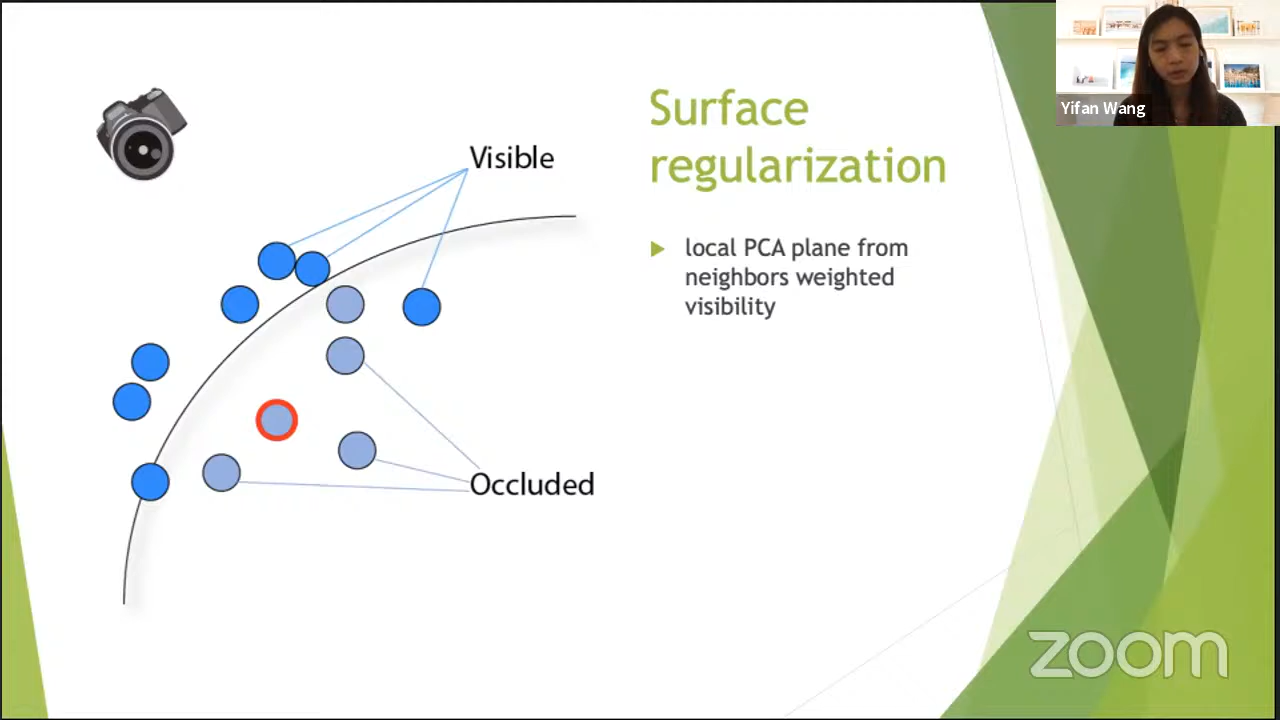 Surface
regularization
Yifan Wang
Visible
local PCA plane from
neighbors weighted
visibility
Occluded
zoom